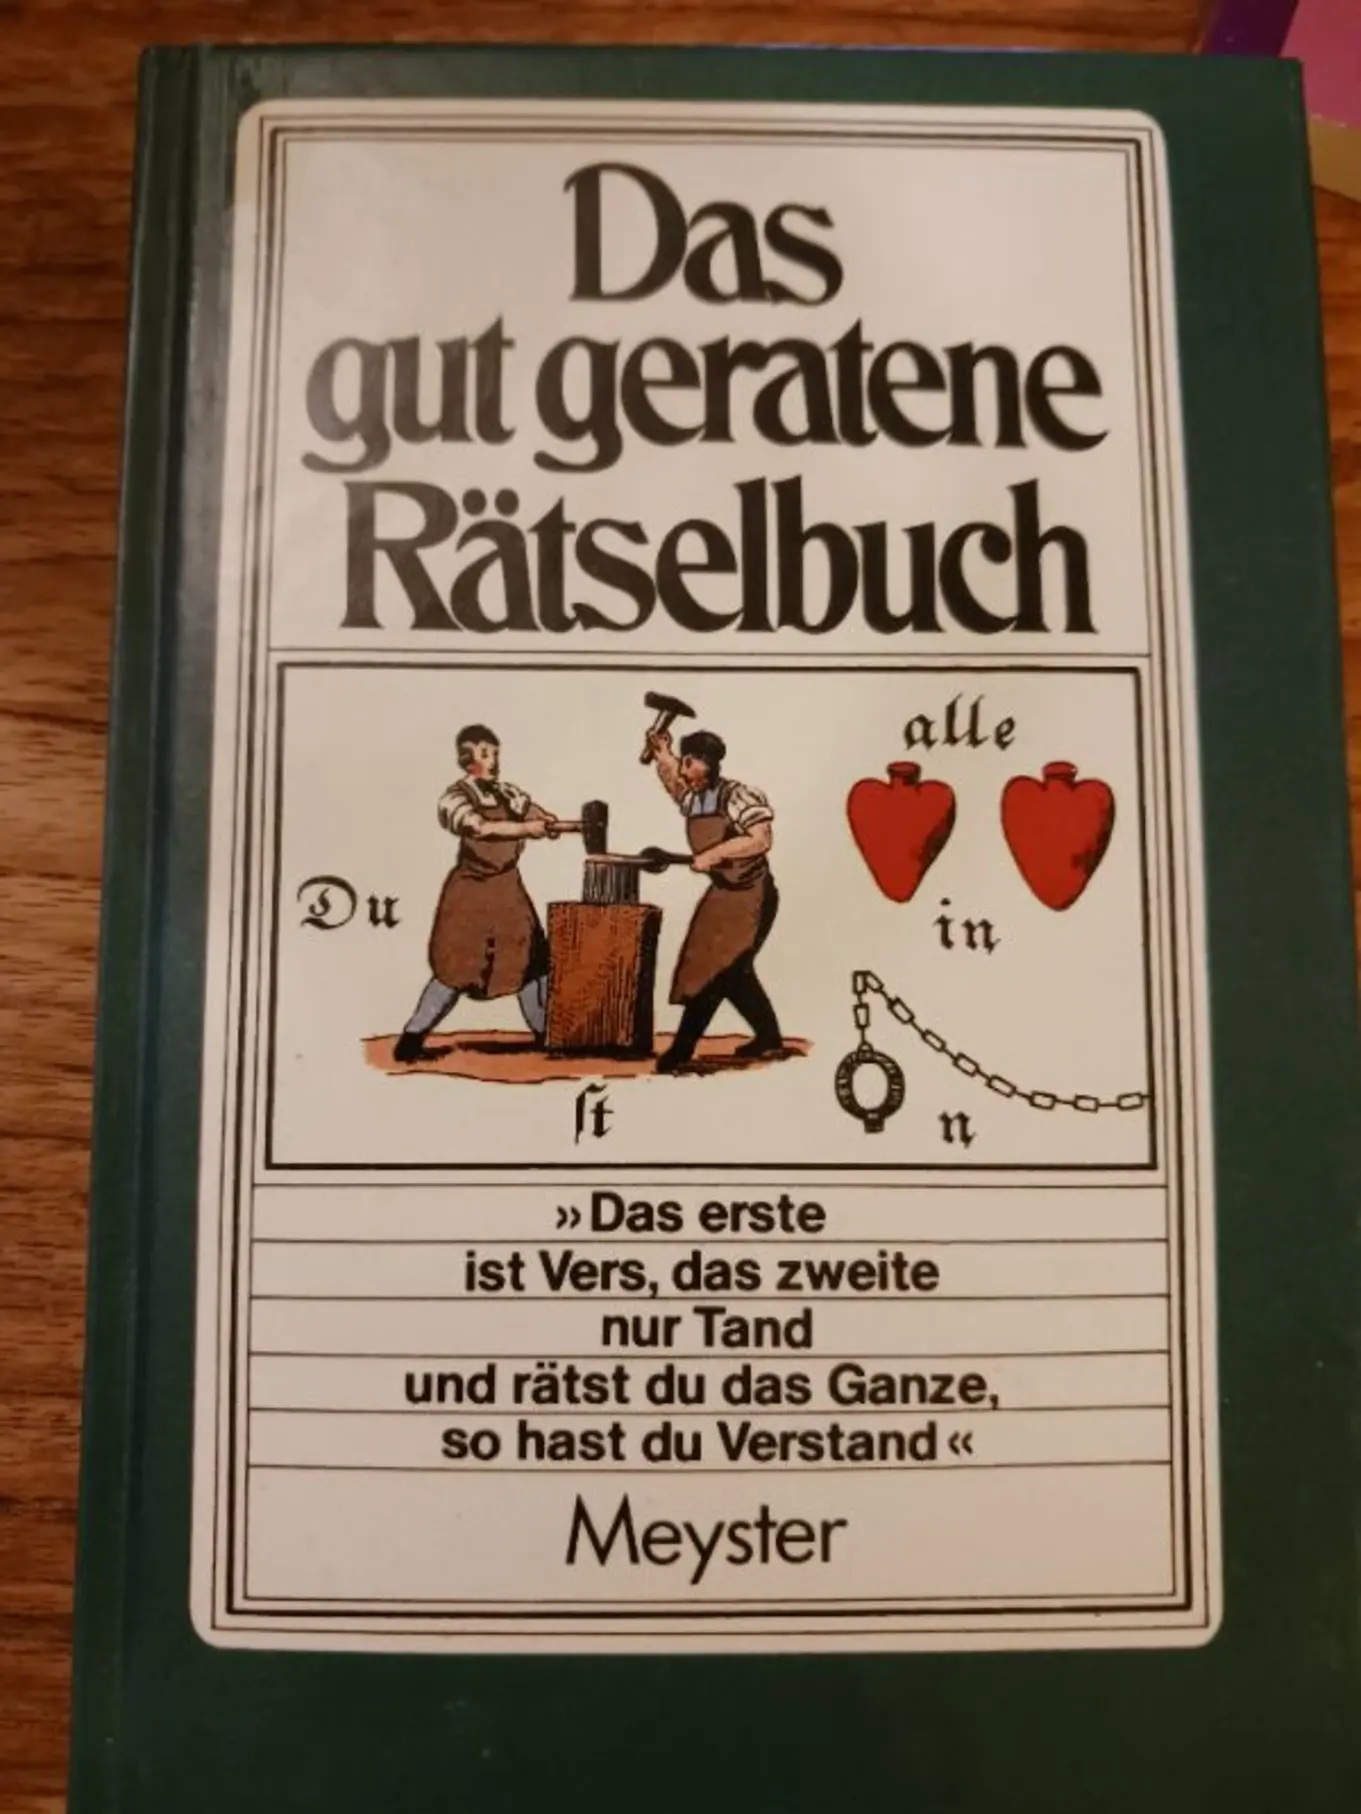 Das
gut geratene
Rätselbuch
alle
Du
in
ſt
n
»Das erste
ist Vers, das zweite
nur Tand
und rätst du das Ganze,
so hast du Verstand«
Meyster